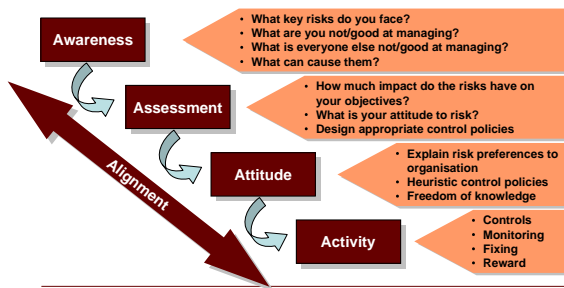 Awareness
• What key risks do you face?
• What are you not/good at managing?
• What is everyone else not/good at managing?
• What can cause them?
Assessment
• How much impact do the risks have on
your objectives?
• What is your attitude to risk?
• Design appropriate control policies
Alignment
Attitude
• Explain risk preferences to
organisation
• Heuristic control policies
• Freedom of knowledge
Activity
• Controls
• Monitoring
• Fixing
• Reward